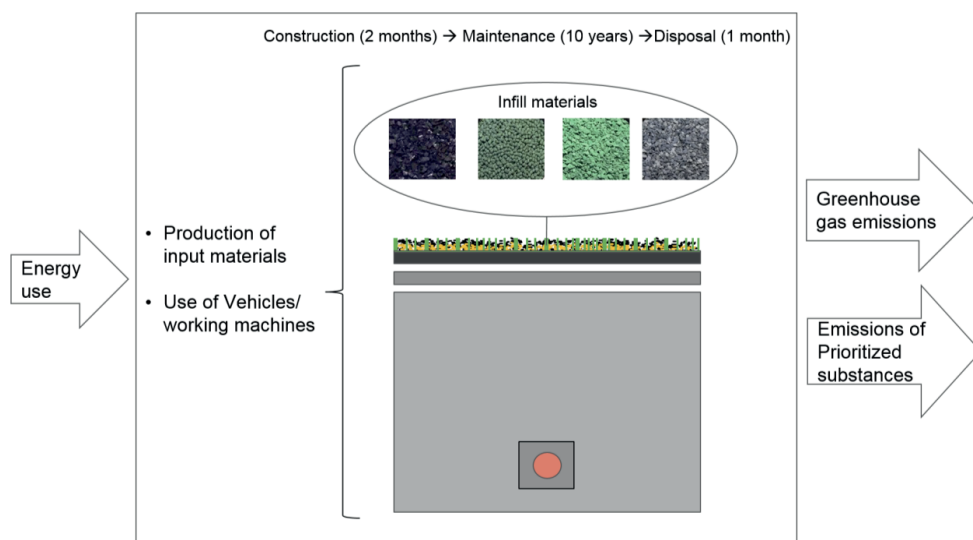 Construction (2 months) → Maintenance (10 years) →Disposal (1 month)
Infill materials
• Production of
input materials
• Use of Vehicles/
working machines
Energy
use
Greenhouse
gas emissions
Emissions of
Prioritized
substances